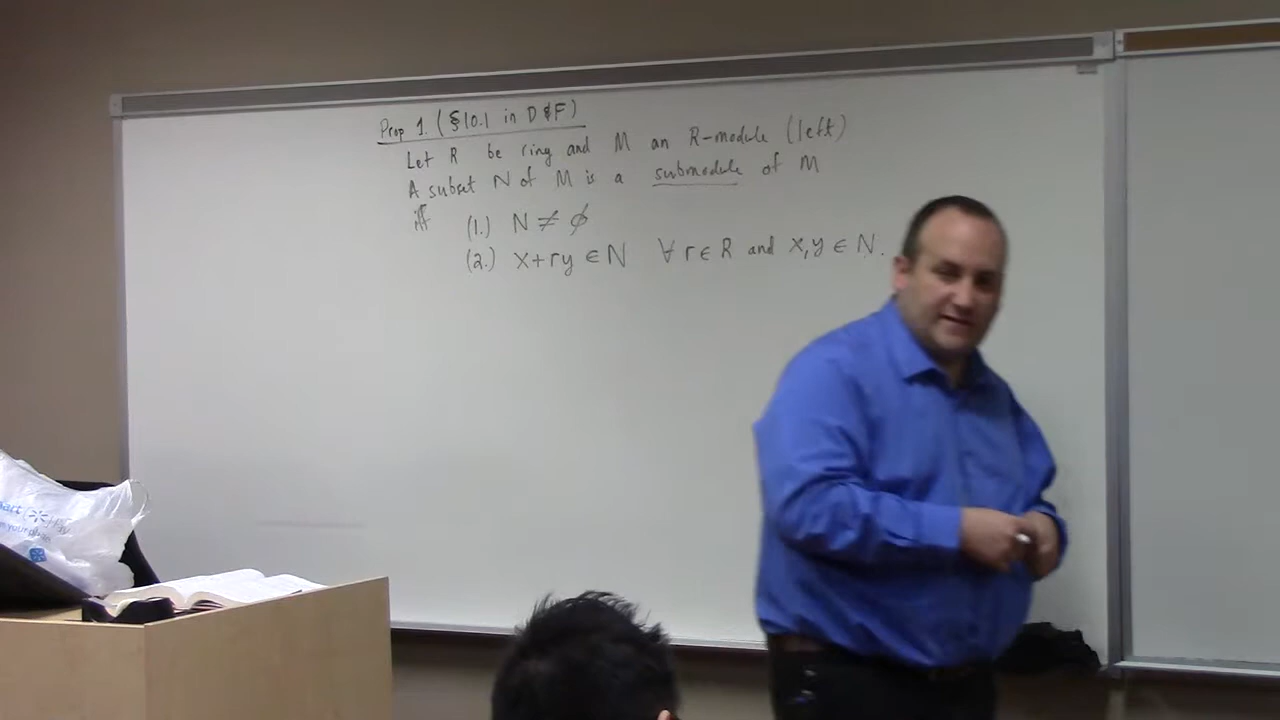 Prop 1. (§10.1 in D&F)
Let R be ring and M an R-module (left)
A subset N of M is a submodule of M
iff (1.) N ≠ ∅
(2.) x+ry ∈ N ∀ r ∈ R and x,y ∈ N.